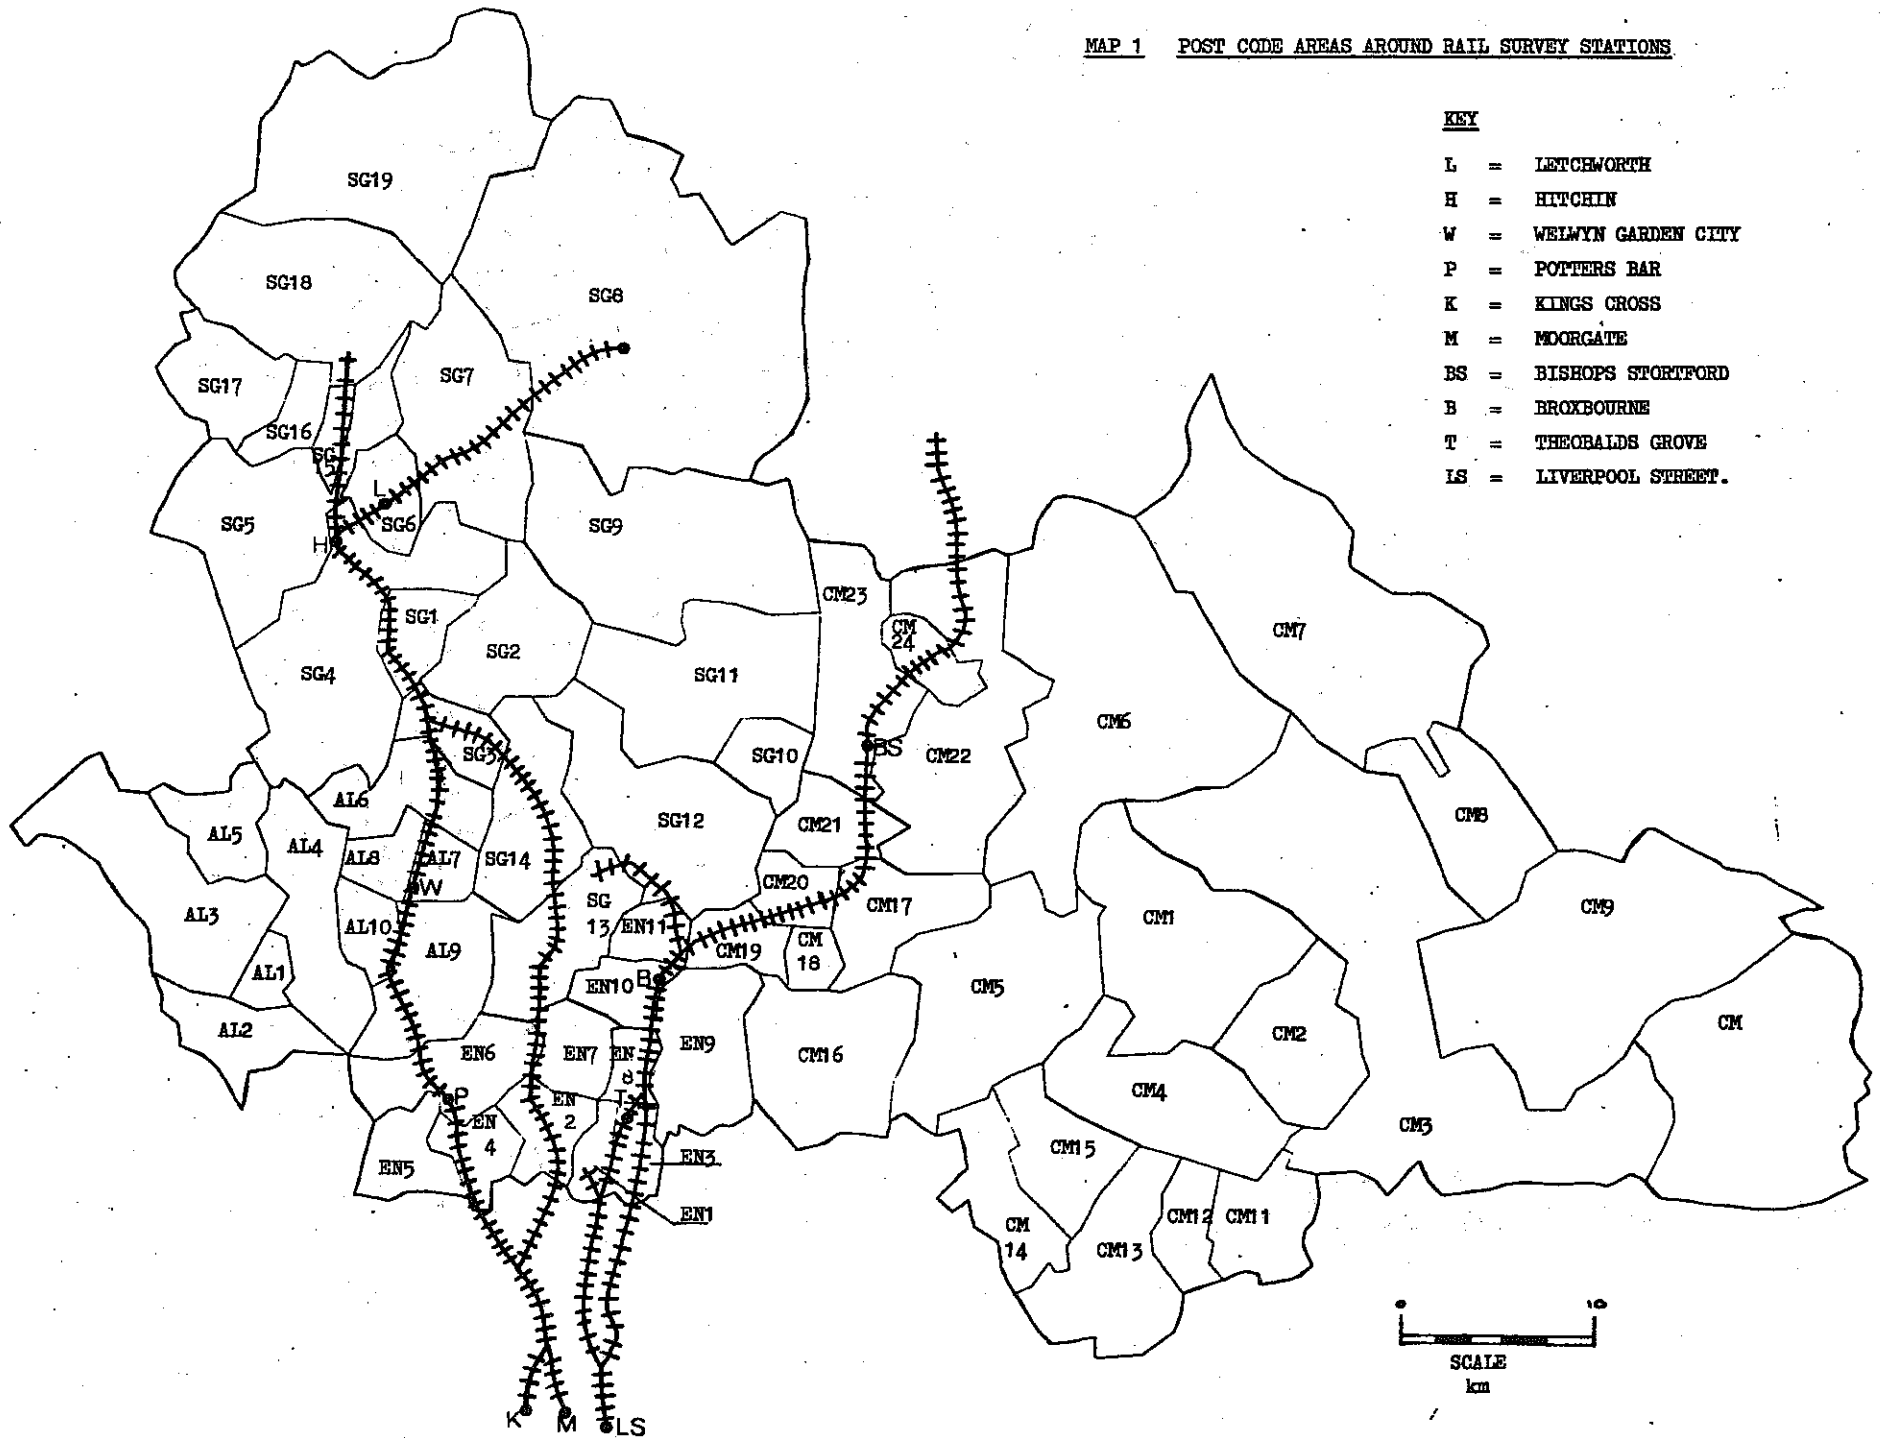 MAP 1 POST CODE AREAS AROUND RAIL SURVEY STATIONS
KEY
L = LETCHWORTH
H = HITCHIN
W = WELWYN GARDEN CITY
P = POTTERS BAR
K = KINGS CROSS
M = MOORGATE
BS = BISHOPS STORTFORD
B = BROXBOURNE
T = THEOBALDS GROVE
LS = LIVERPOOL STREET.
SG19
SG18
SG8
SG7
SG17
SG16
SG
15
L
SG5
SG6
SG9
H
CM23
SG1
CM
24
CM7
SG2
SG4
SG11
CM6
SG3
SG10
BS
CM22
AL6
AL5
AL4
SG12
CM21
CM8
AL8
AL7
SG14
W
CM20
AL3
SG
13
CM17
CM9
AL10
AL9
EN11
CM19
CM
18
CM1
AL1
EN10
B
CM5
AL2
EN6
EN7
EN
8
EN9
CM16
CM2
CM
P
EN
2
T
CM4
EN
4
CM3
EN5
EN3
CM15
EN1
CM
14
CM13
CM12
CM11
0 10
SCALE
km
K
M
LS